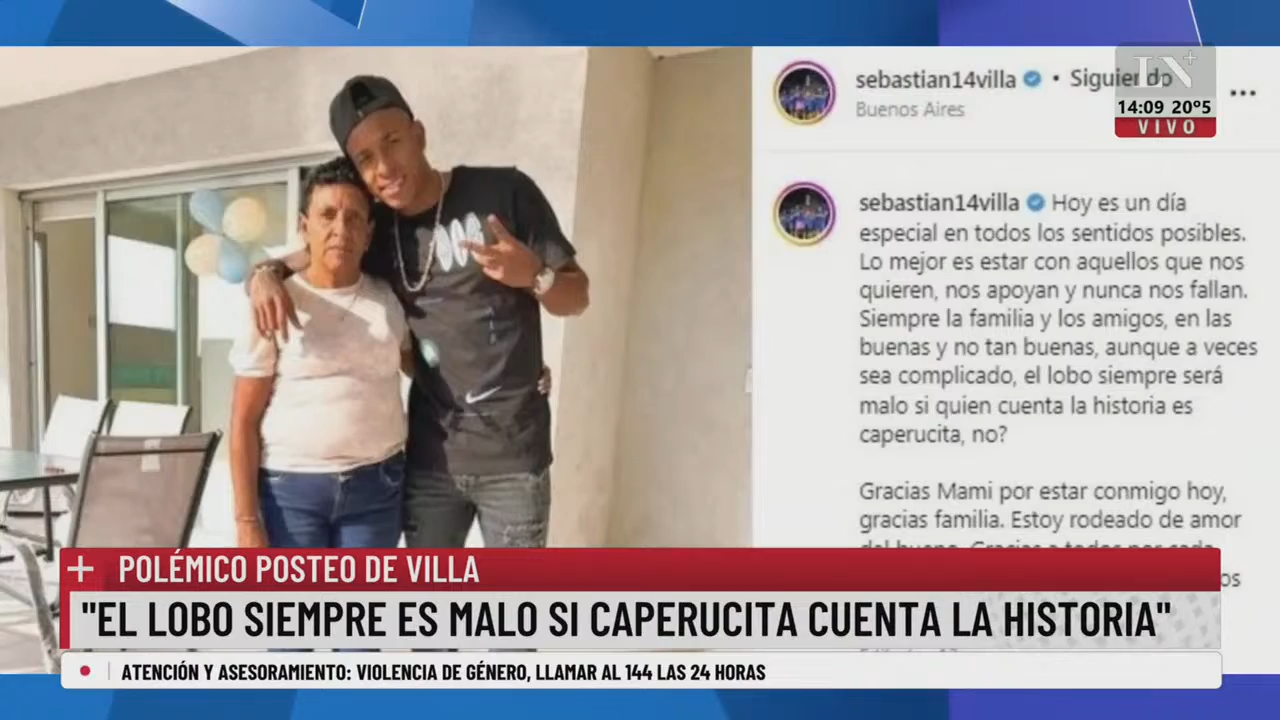 sebastian14villa • Siguiendo
Buenos Aires
LN+
14:09 20º5
VIVO
sebastian14villa Hoy es un día
especial en todos los sentidos posibles.
Lo mejor es estar con aquellos que nos
quieren, nos apoyan y nunca nos fallan.
Siempre la familia y los amigos, en las
buenas y no tan buenas, aunque a veces
sea complicado, el lobo siempre será
malo si quien cuenta la historia es
caperucita, no?
Gracias Mami por estar conmigo hoy,
gracias familia. Estoy rodeado de amor
POLÉMICO POSTEO DE VILLA
"EL LOBO SIEMPRE ES MALO SI CAPERUCITA CUENTA LA HISTORIA"
ATENCIÓN Y ASESORAMIENTO: VIOLENCIA DE GÉNERO, LLAMAR AL 144 LAS 24 HORAS